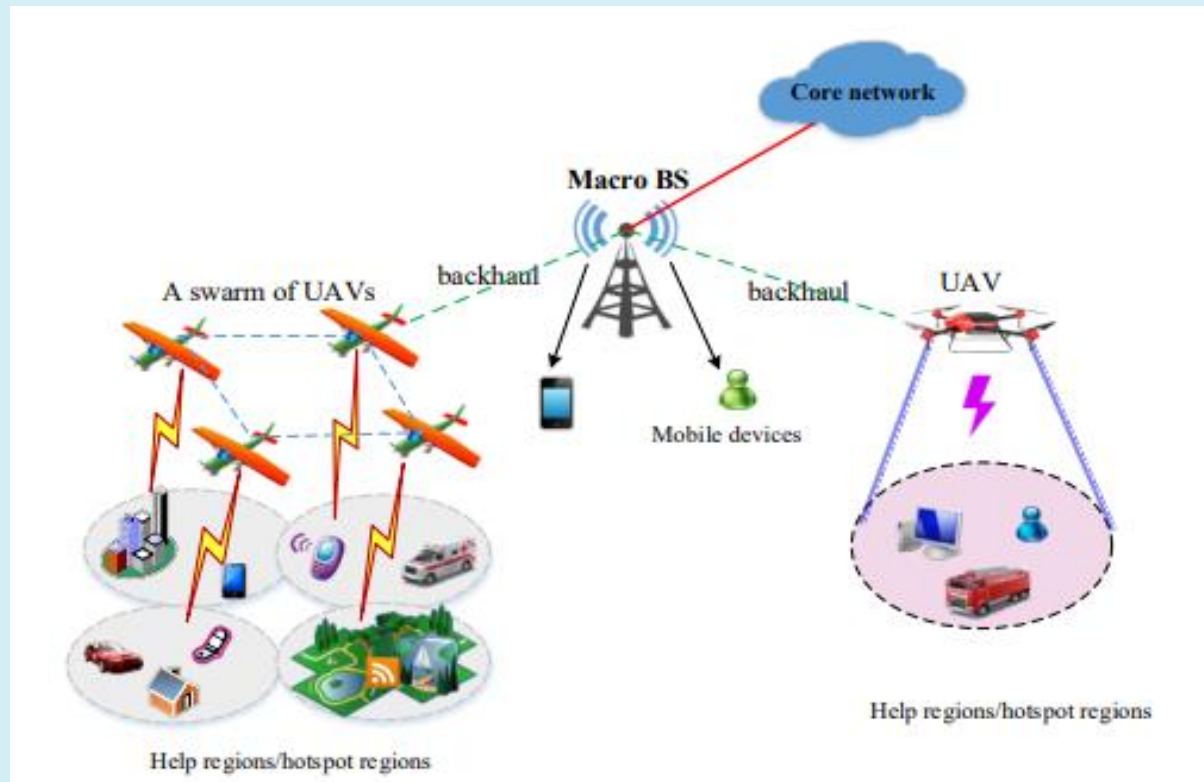 Core network
Macro BS
backhaul
A swarm of UAVs
backhaul
UAV
Mobile devices
Help regions/hotspot regions
Help regions/hotspot regions